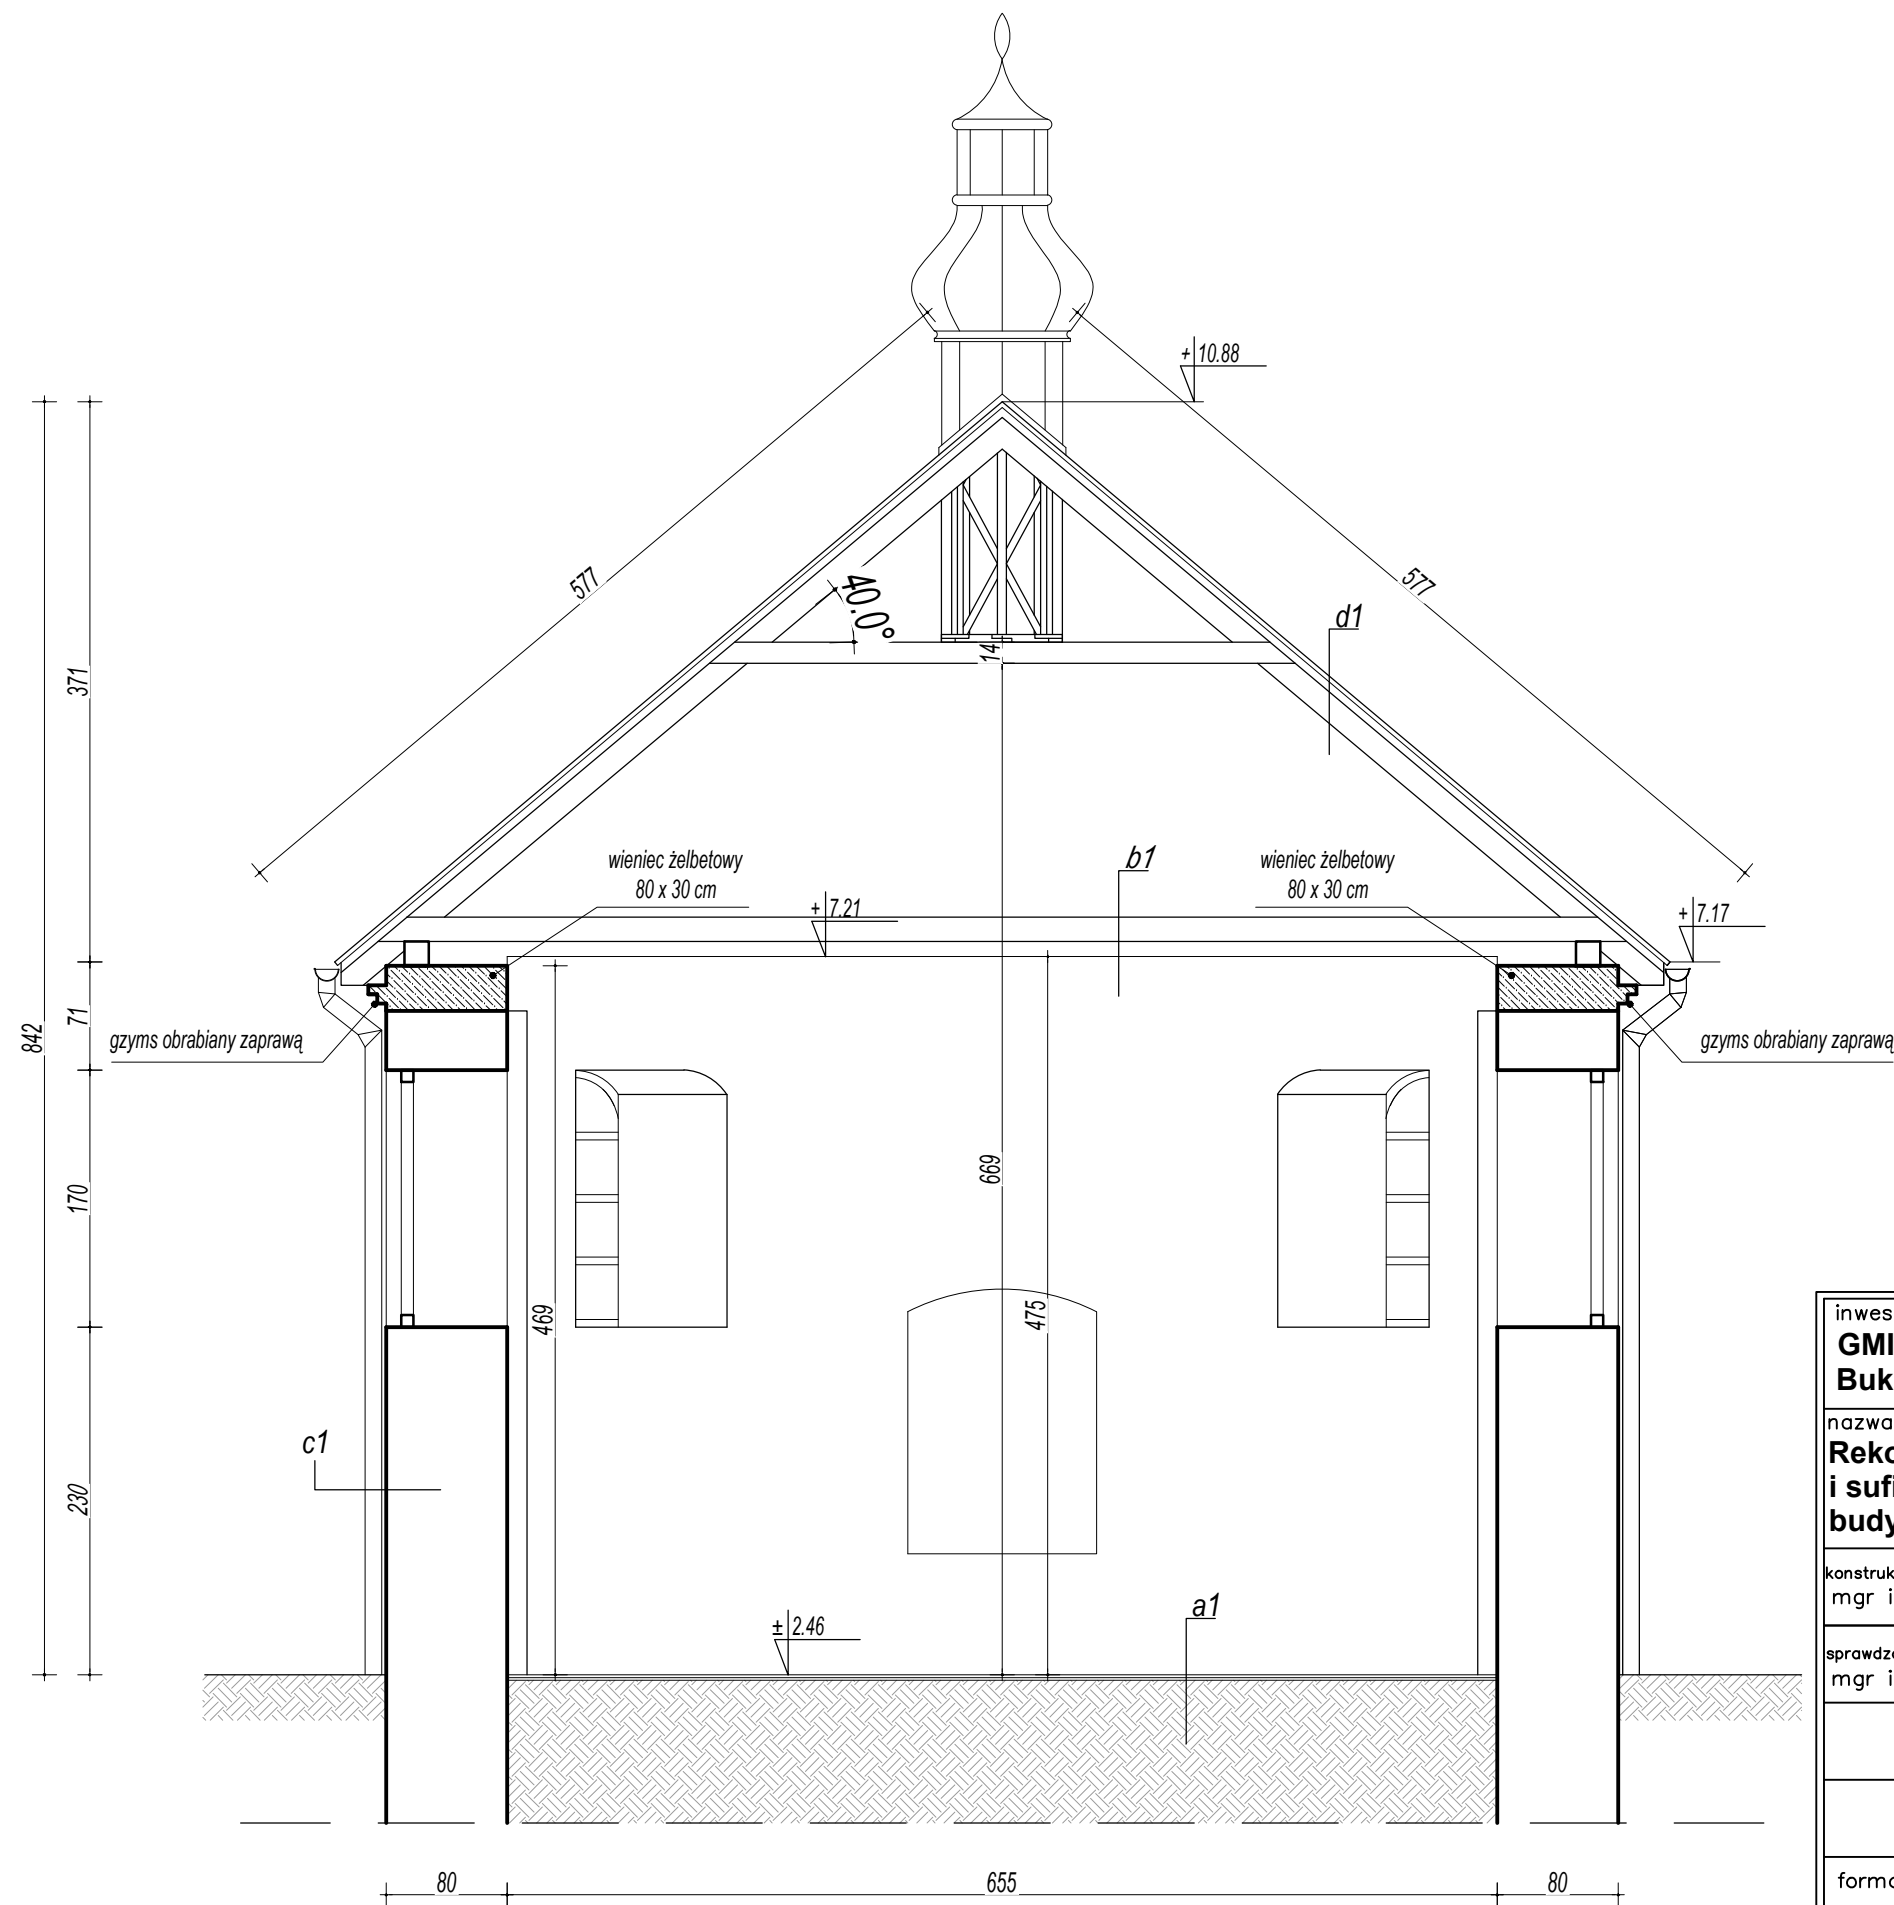 + 10.88
577
577
40.0°
14
d1
371
wieniec żelbetowy
80 x 30 cm
b1
wieniec żelbetowy
80 x 30 cm
+ 7.21
+ 7.17
71
842
gzyms obrabiany zaprawą
gzyms obrabiany zaprawą
669
170
469
475
c1
230
a1
± 2.46
80
655
80
inwes
GMI
Buk
nazwa
Reko
i sufi
budy
konstruk
mgr i
sprawdz
mgr i
forma